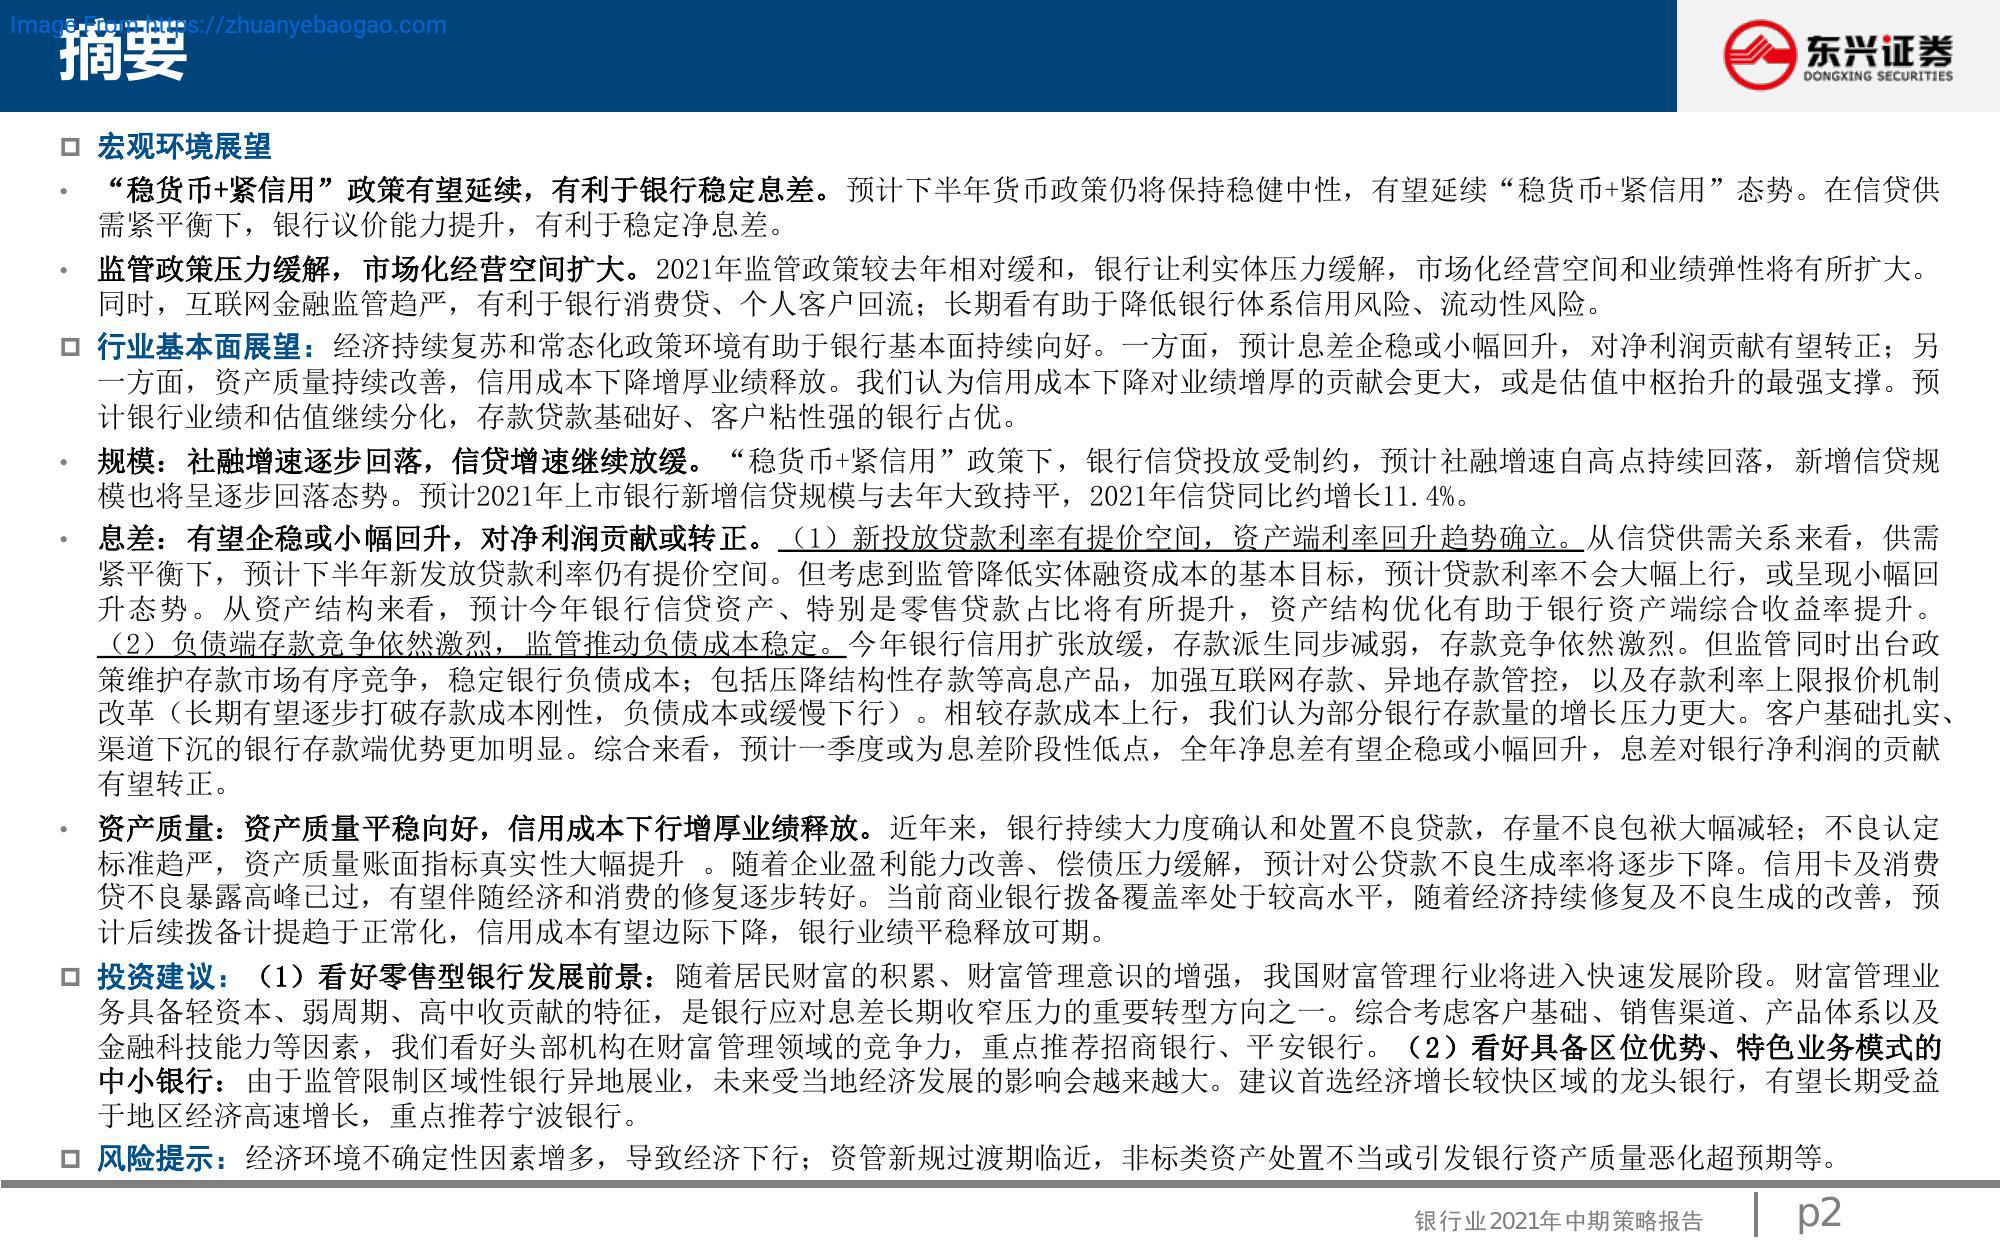 Image From https://zhuanyebaogao.com
摘要
东兴证券
DONGXING SECURITIES
宏观环境展望
• “稳货币+紧信用”政策有望延续，有利于银行稳定息差。预计下半年货币政策仍将保持稳健中性，有望延续“稳货币+紧信用”态势。在信贷供
需紧平衡下，银行议价能力提升，有利于稳定净息差。
• 监管政策压力缓解，市场化经营空间扩大。2021年监管政策较去年相对缓和，银行让利实体压力缓解，市场化经营空间和业绩弹性将有所扩大。
同时，互联网金融监管趋严，有利于银行消费贷、个人客户回流；长期看有助于降低银行体系信用风险、流动性风险。
行业基本面展望：经济持续复苏和常态化政策环境有助于银行基本面持续向好。一方面，预计息差企稳或小幅回升，对净利润贡献有望转正；另
一方面，资产质量持续改善，信用成本下降增厚业绩释放。我们认为信用成本下降对业绩增厚的贡献会更大，或是估值中枢抬升的最强支撑。预
计银行业绩和估值继续分化，存款贷款基础好、客户粘性强的银行占优。
• 规模：社融增速逐步回落，信贷增速继续放缓。“稳货币+紧信用”政策下，银行信贷投放受制约，预计社融增速自高点持续回落，新增信贷规
模也将呈逐步回落态势。预计2021年上市银行新增信贷规模与去年大致持平，2021年信贷同比约增长11.4%。
• 息差：有望企稳或小幅回升，对净利润贡献或转正。（1）新投放贷款利率有提价空间，资产端利率回升趋势确立。从信贷供需关系来看，供需
紧平衡下，预计下半年新发放贷款利率仍有提价空间。但考虑到监管降低实体融资成本的基本目标，预计贷款利率不会大幅上行，或呈现小幅回
升态势。从资产结构来看，预计今年银行信贷资产、特别是零售贷款占比将有所提升，资产结构优化有助于银行资产端综合收益率提升。
（2）负债端存款竞争依然激烈，监管推动负债成本稳定。今年银行信用扩张放缓，存款派生同步减弱，存款竞争依然激烈。但监管同时出台政
策维护存款市场有序竞争，稳定银行负债成本；包括压降结构性存款等高息产品，加强互联网存款、异地存款管控，以及存款利率上限报价机制
改革（长期有望逐步打破存款成本刚性，负债成本或缓慢下行）。相较存款成本上行，我们认为部分银行存款量的增长压力更大。客户基础扎实、
渠道下沉的银行存款端优势更加明显。综合来看，预计一季度或为息差阶段性低点，全年净息差有望企稳或小幅回升，息差对银行净利润的贡献
有望转正。
• 资产质量：资产质量平稳向好，信用成本下行增厚业绩释放。近年来，银行持续大力度确认和处置不良贷款，存量不良包袱大幅减轻；不良认定
标准趋严，资产质量账面指标真实性大幅提升 。随着企业盈利能力改善、偿债压力缓解，预计对公贷款不良生成率将逐步下降。信用卡及消费
贷不良暴露高峰已过，有望伴随经济和消费的修复逐步转好。当前商业银行拨备覆盖率处于较高水平，随着经济持续修复及不良生成的改善，预
计后续拨备计提趋于正常化，信用成本有望边际下降，银行业绩平稳释放可期。
投资建议：（1）看好零售型银行发展前景：随着居民财富的积累、财富管理意识的增强，我国财富管理行业将进入快速发展阶段。财富管理业
务具备轻资本、弱周期、高中收贡献的特征，是银行应对息差长期收窄压力的重要转型方向之一。综合考虑客户基础、销售渠道、产品体系以及
金融科技能力等因素，我们看好头部机构在财富管理领域的竞争力，重点推荐招商银行、平安银行。（2）看好具备区位优势、特色业务模式的
中小银行：由于监管限制区域性银行异地展业，未来受当地经济发展的影响会越来越大。建议首选经济增长较快区域的龙头银行，有望长期受益
于地区经济高速增长，重点推荐宁波银行。
风险提示：经济环境不确定性因素增多，导致经济下行；资管新规过渡期临近，非标类资产处置不当或引发银行资产质量恶化超预期等。
银行业2021年中期策略报告
p2